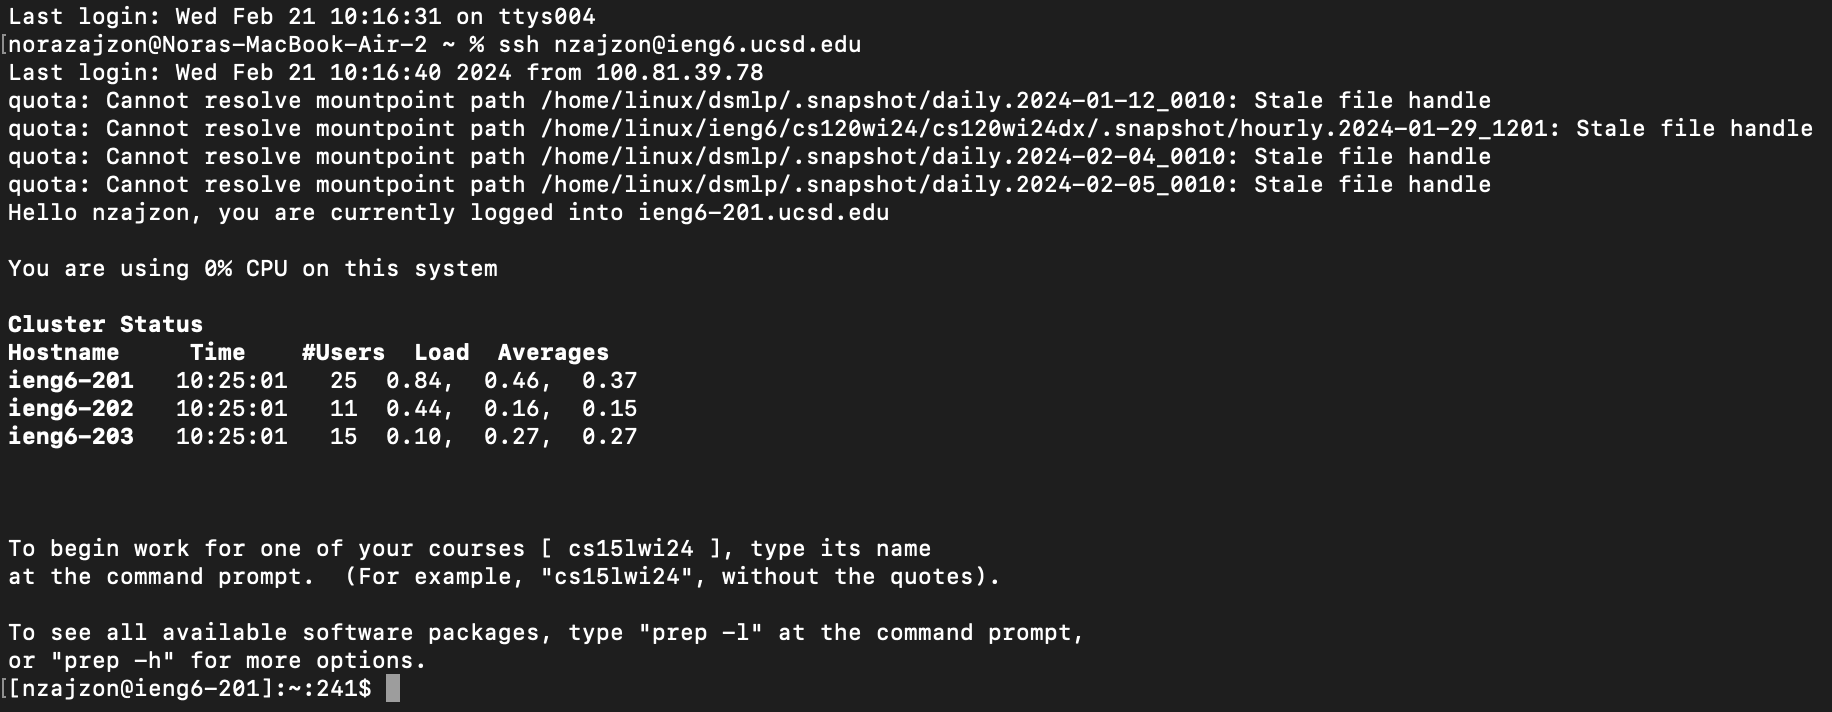 Last login: Wed Feb 21 10:16:31 on ttys004
[norazajzon@Noras-MacBook-Air-2 ~ % ssh nzajzon@ieng6.ucsd.edu
Last login: Wed Feb 21 10:16:40 2024 from 100.81.39.78
quota: Cannot resolve mountpoint path /home/linux/dsmlp/.snapshot/daily.2024-01-12_0010: Stale file handle
quota: Cannot resolve mountpoint path /home/linux/ieng6/cs120wi24/cs120wi24dx/.snapshot/hourly.2024-01-29_1201: Stale file handle
quota: Cannot resolve mountpoint path /home/linux/dsmlp/.snapshot/daily.2024-02-04_0010: Stale file handle
quota: Cannot resolve mountpoint path /home/linux/dsmlp/.snapshot/daily.2024-02-05_0010: Stale file handle
Hello nzajzon, you are currently logged into ieng6-201.ucsd.edu
You are using 0% CPU on this system
Cluster Status
Hostname     Time    #Users  Load  Averages
ieng6-201   10:25:01   25  0.84,  0.46,  0.37
ieng6-202   10:25:01   11  0.44,  0.16,  0.15
ieng6-203   10:25:01   15  0.10,  0.27,  0.27
To begin work for one of your courses [ cs15lwi24 ], type its name
at the command prompt.  (For example, "cs15lwi24", without the quotes).
To see all available software packages, type "prep -l" at the command prompt,
or "prep -h" for more options.
[[nzajzon@ieng6-201]:~:241$